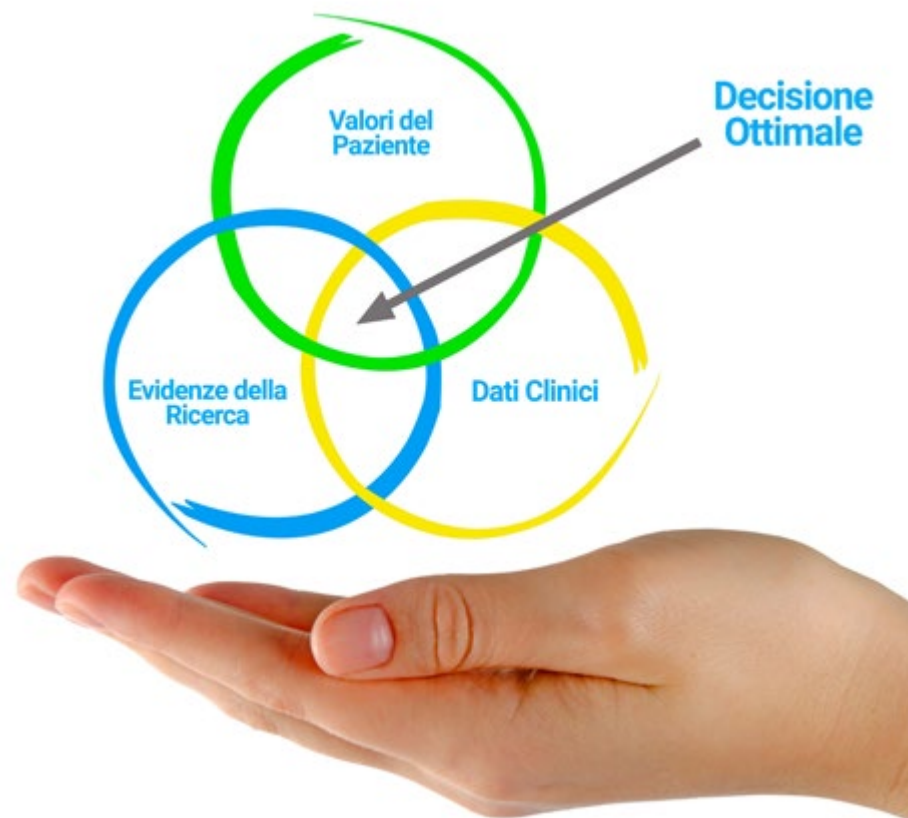 Valori del
Paziente
Decisione
Ottimale
Evidenze della
Ricerca
Dati Clinici